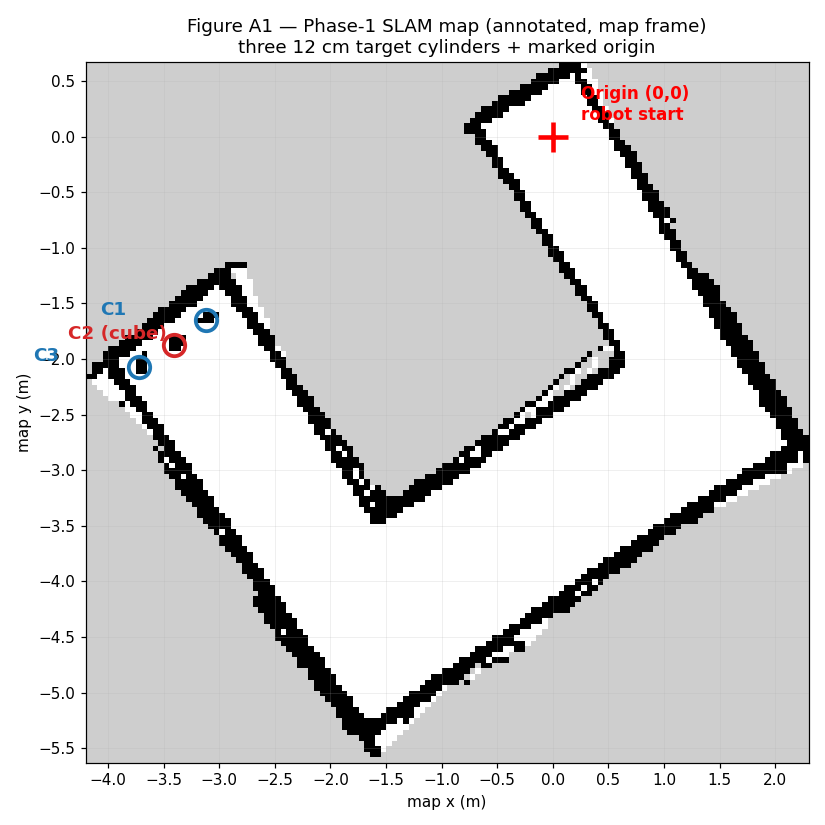 Figure A1 — Phase-1 SLAM map (annotated, map frame)
three 12 cm target cylinders + marked origin
Origin (0,0)
robot start
C1
C2 (cube)
C3
map y (m)
0.5
0.0
−0.5
−1.0
−1.5
−2.0
−2.5
−3.0
−3.5
−4.0
−4.5
−5.0
−5.5
−4.0 −3.5 −3.0 −2.5 −2.0 −1.5 −1.0 −0.5 0.0 0.5 1.0 1.5 2.0
map x (m)